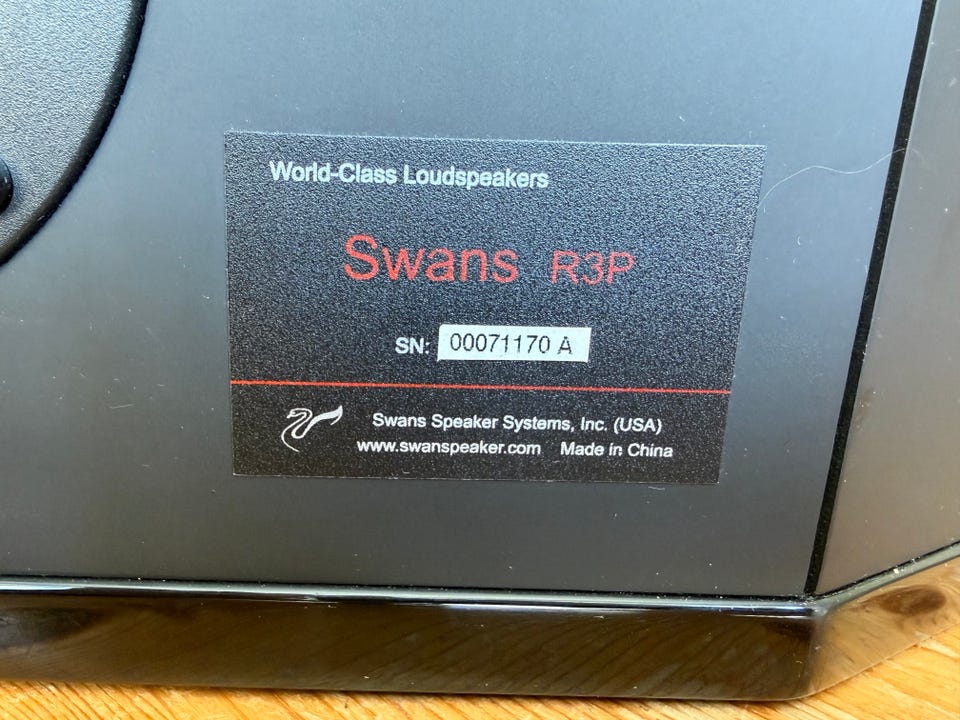 World-Class Loudspeakers
Swans R3P
SN: 00071170 A
Swans Speaker Systems, Inc. (USA)
www.swanspeaker.com Made in China